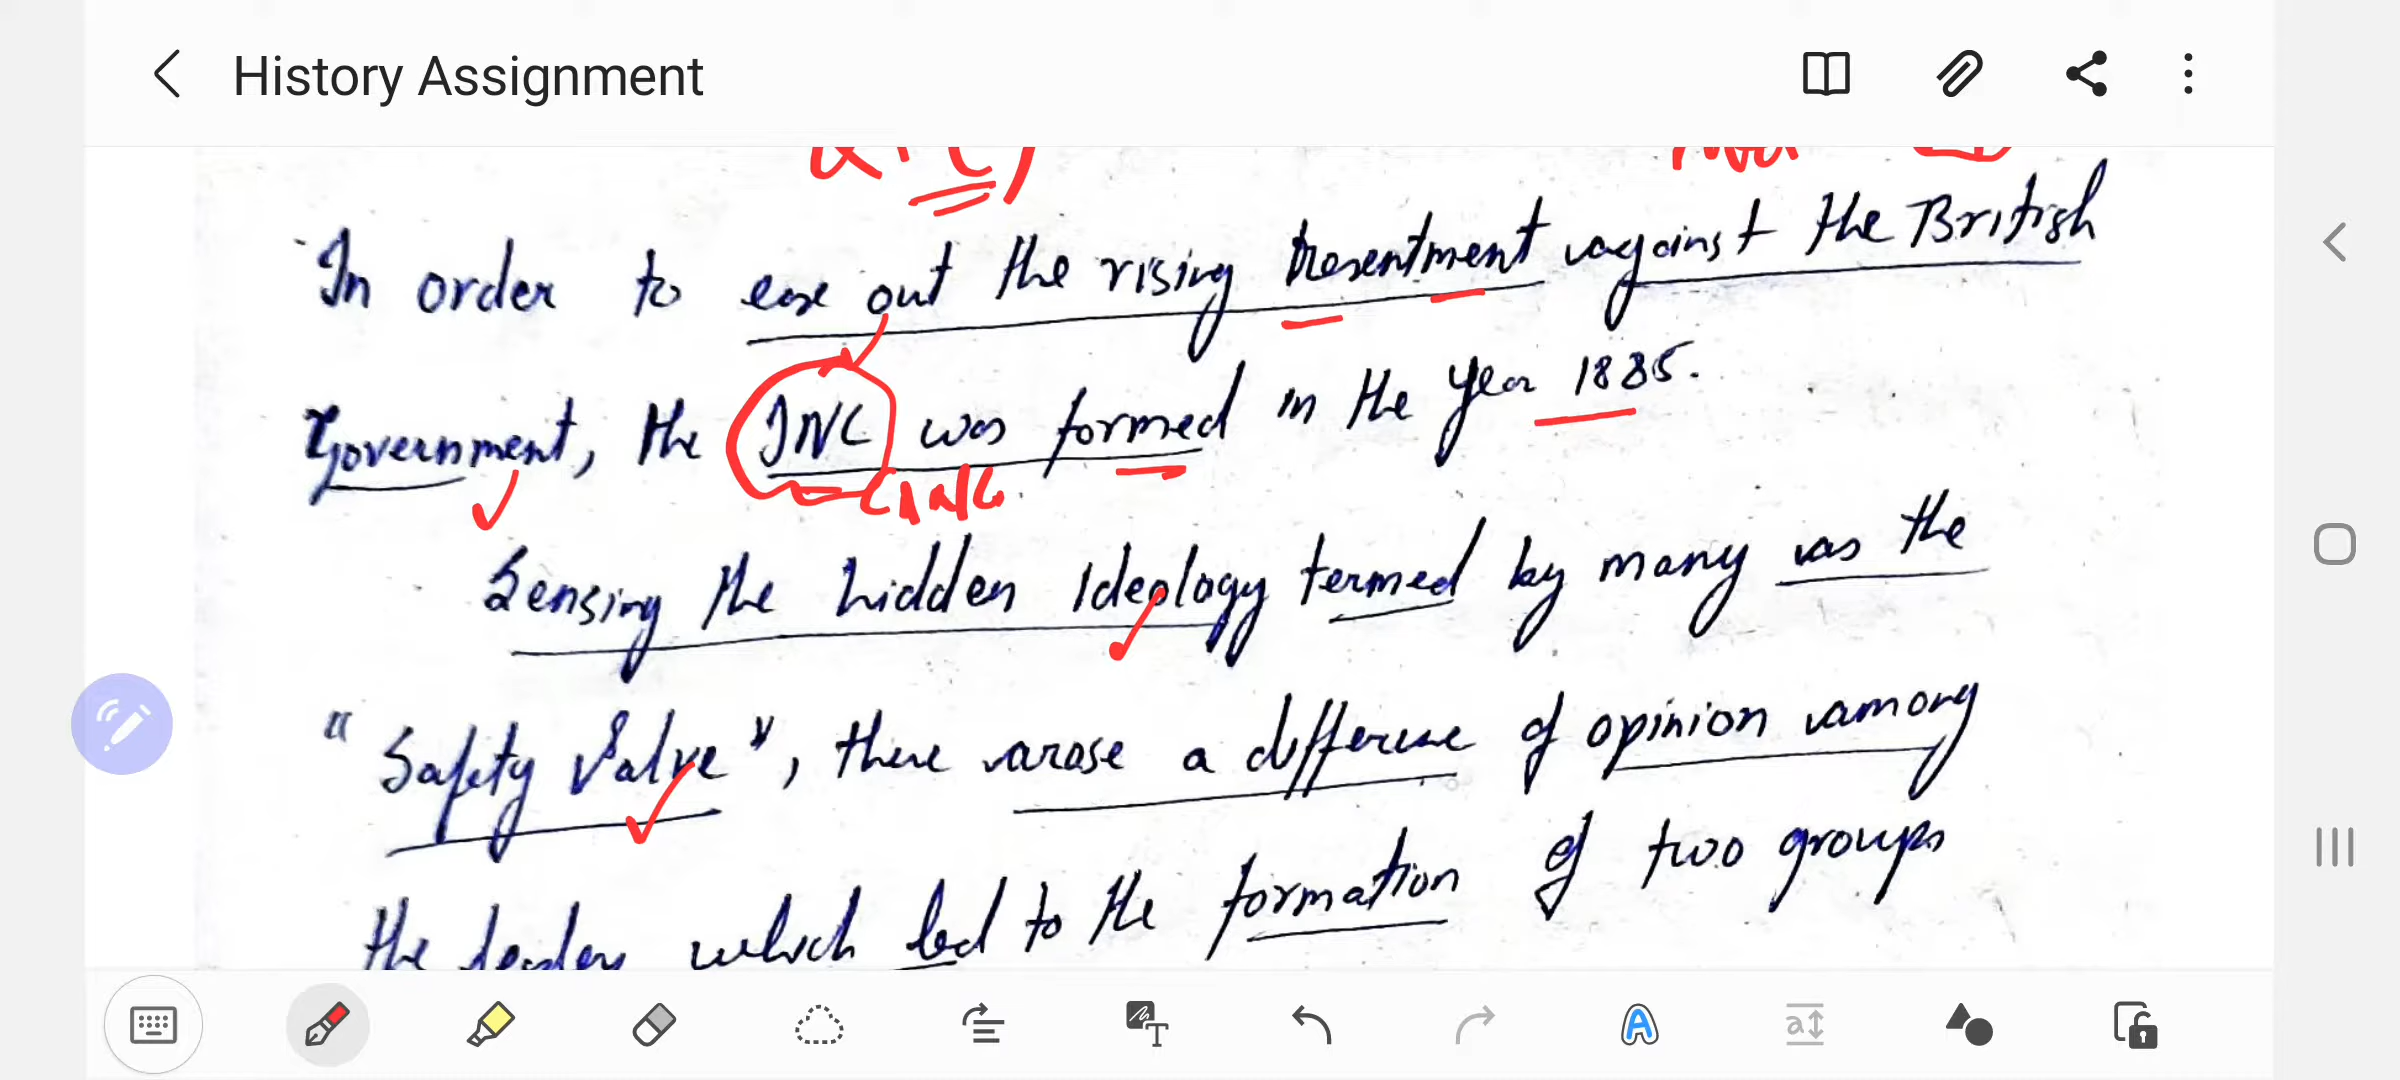 History Assignment
In order to ease out the rising resentment against the British
Government, the INC was formed in the year 1885.
INC
Sensing the hidden Ideology termed by many as the
"Safety Valve", there arose a difference of opinion among
the leaders which led to the formation of two groups